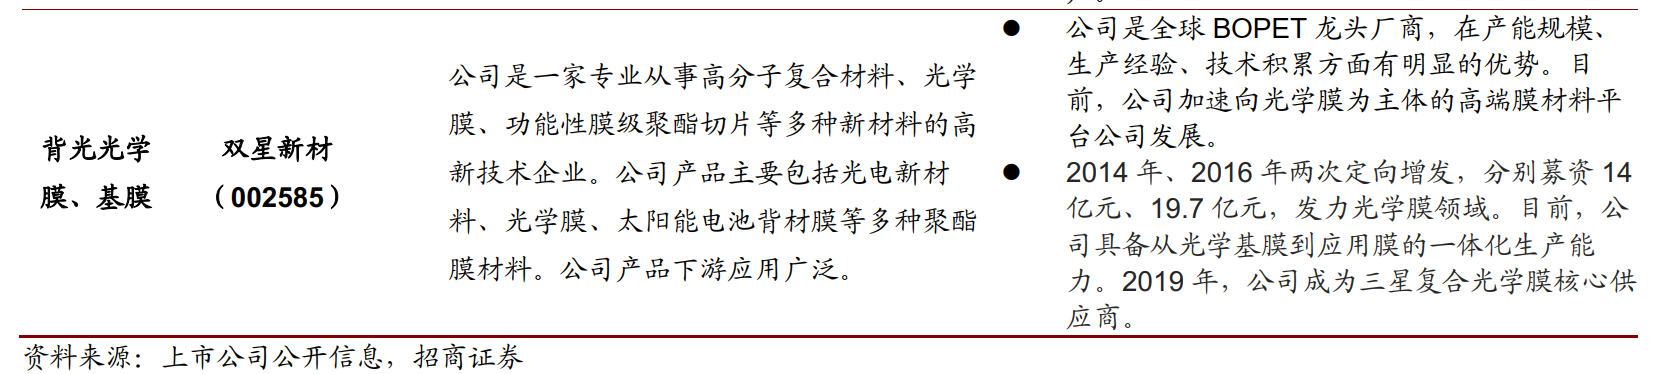 背光光学
膜、基膜
双星新材
（002585）
公司是一家专业从事高分子复合材料、光学
膜、功能性膜级聚酯切片等多种新材料的高
新技术企业。公司产品主要包括光电新材
料、光学膜、太阳能电池背材膜等多种聚酯
膜材料。公司产品下游应用广泛。
● 公司是全球 BOPET 龙头厂商，在产能规模、
生产经验、技术积累方面有明显的优势。目
前，公司加速向光学膜为主体的高端膜材料平
台公司发展。
● 2014 年、2016 年两次定向增发，分别募资 14
亿元、19.7 亿元，发力光学膜领域。目前，公
司具备从光学基膜到应用膜的一体化生产能
力。2019 年，公司成为三星复合光学膜核心供
应商。
资料来源：上市公司公开信息，招商证券